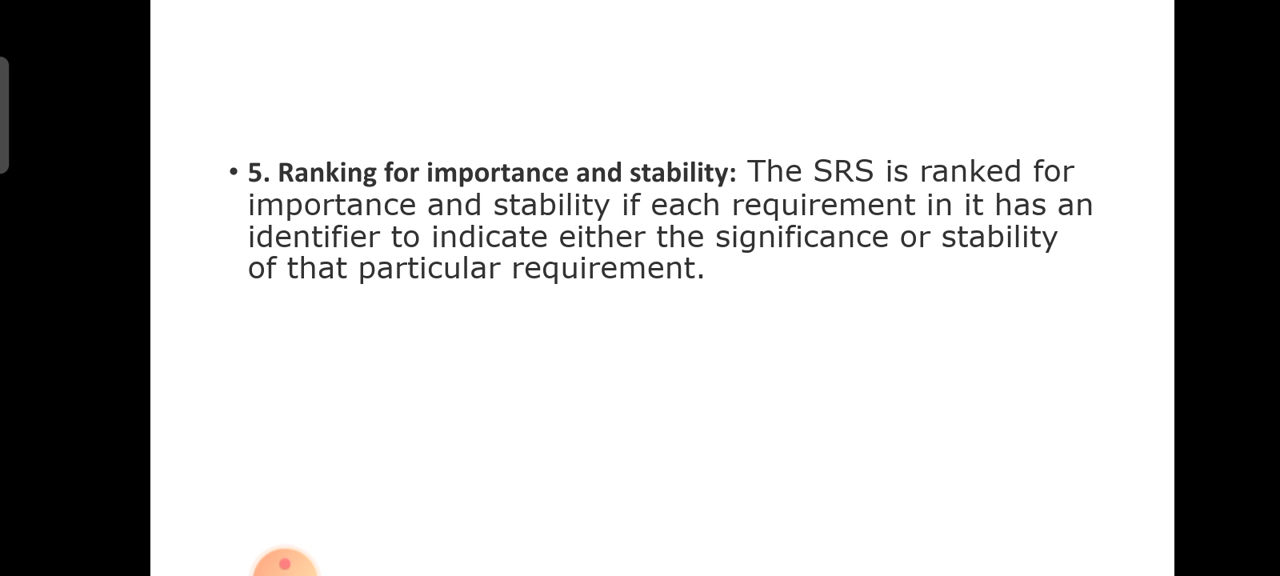 • 5. Ranking for importance and stability: The SRS is ranked for
importance and stability if each requirement in it has an
identifier to indicate either the significance or stability
of that particular requirement.